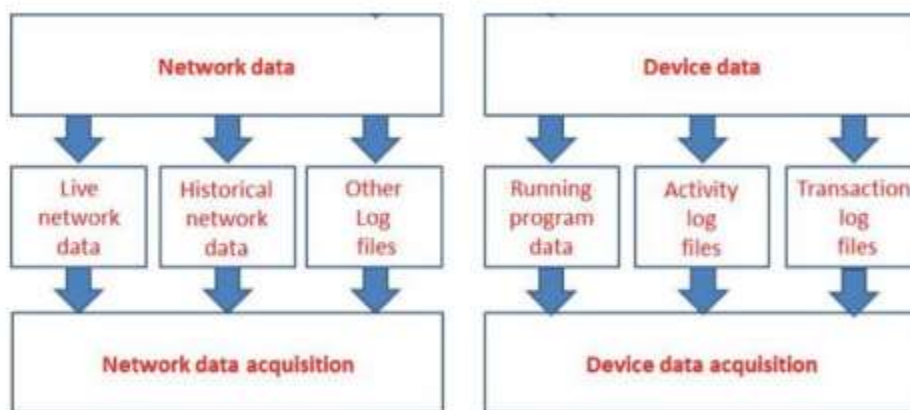 Network data
Device data
Live
network
data
Historical
network
data
Other
Log
files
Running
program
data
Activity
log
files
Transaction
log
files
Network data acquisition
Device data acquisition